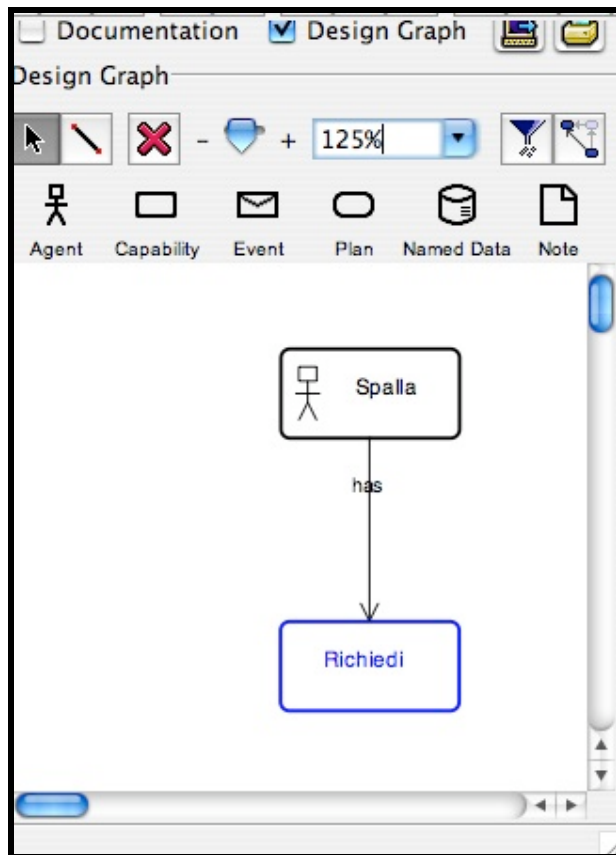 Documentation Design Graph
Design Graph
- + 125%
Agent Capability Event Plan Named Data Note
Spalla
has
Richiedi